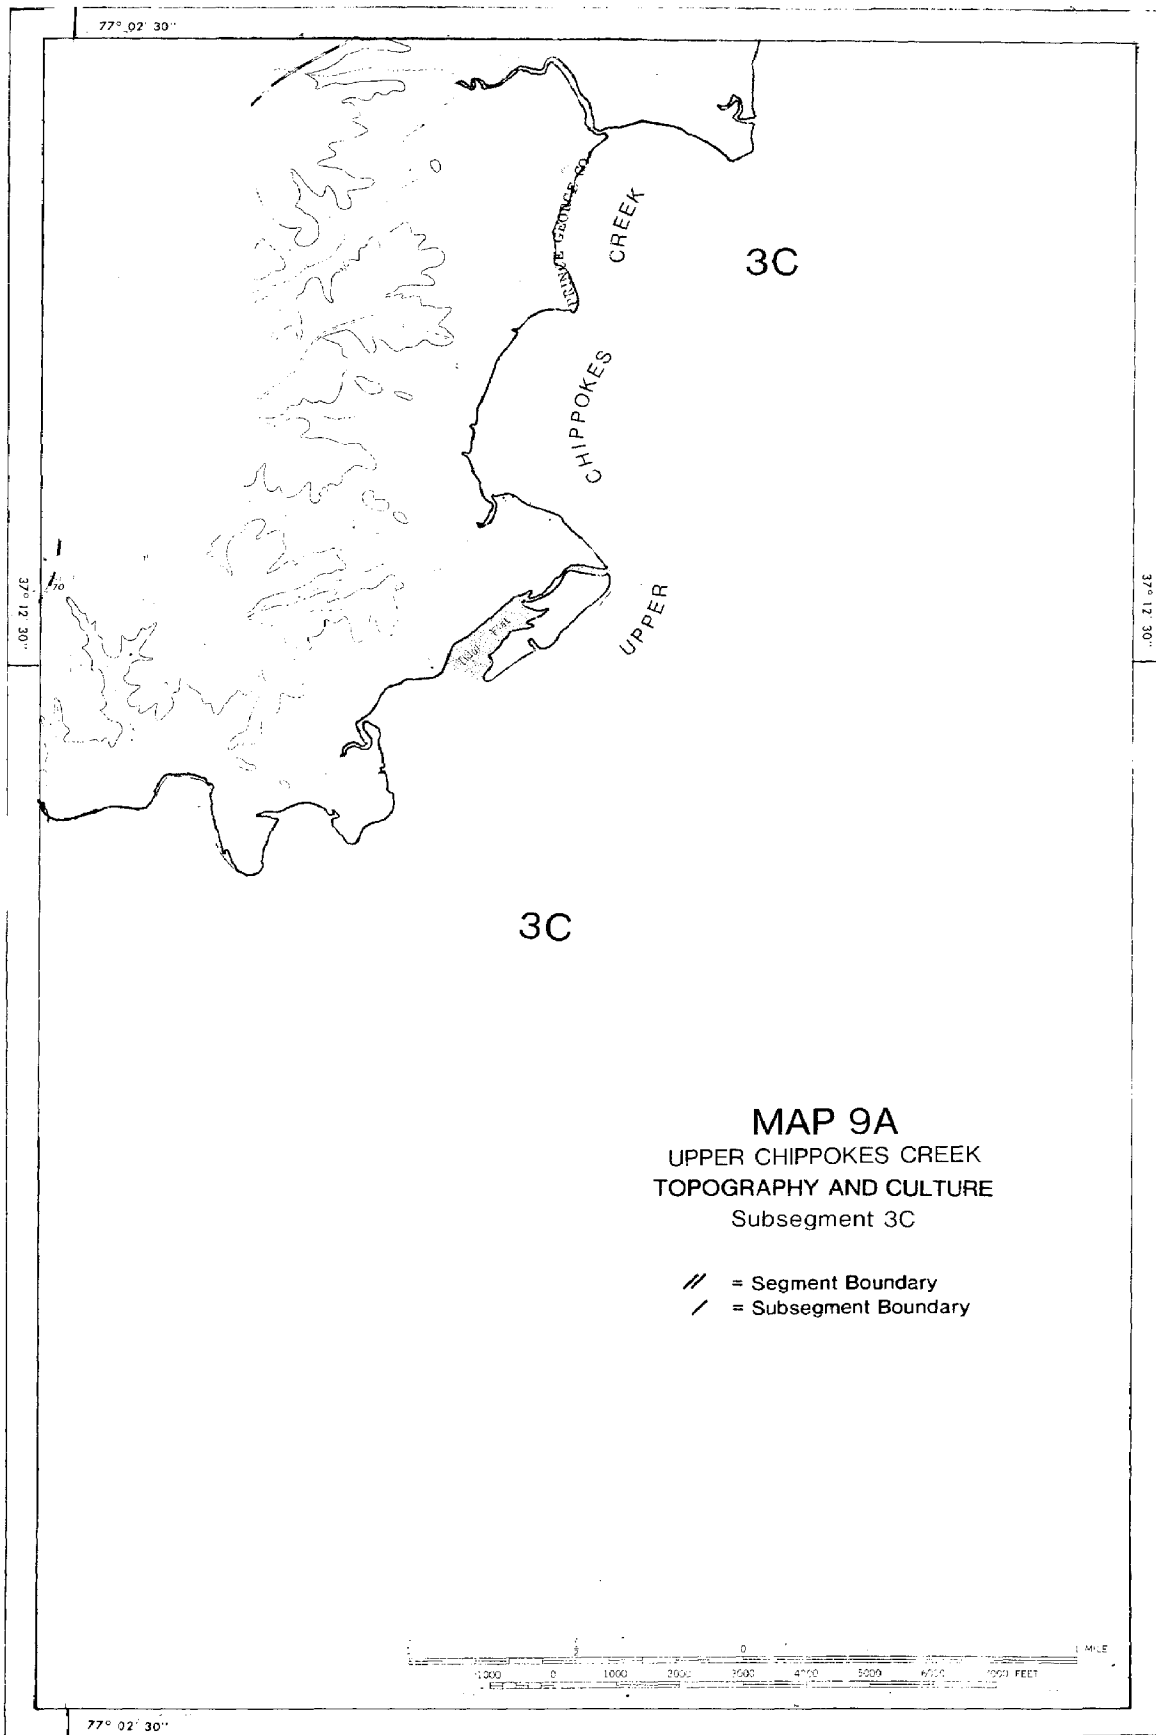 77° 02' 30"
PRINCE GEORGE CO
CREEK
3C
CHIPPOKES
UPPER
37° 12' 30"
37° 12' 30"
70
3C
MAP 9A
UPPER CHIPPOKES CREEK
TOPOGRAPHY AND CULTURE
Subsegment 3C
// = Segment Boundary
/ = Subsegment Boundary
0 1 MILE
1000 0 1000 2000 3000 4000 5000 6000 7000 FEET
77° 02' 30"